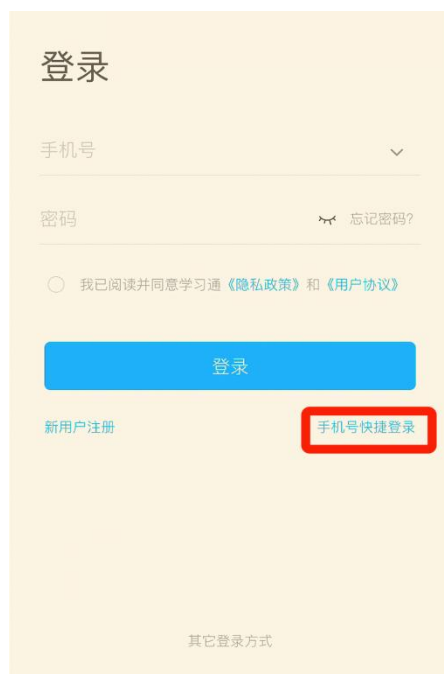 登录
手机号
密码 忘记密码?
我已阅读并同意学习通《隐私政策》和《用户协议》
登录
新用户注册 手机号快捷登录
其它登录方式